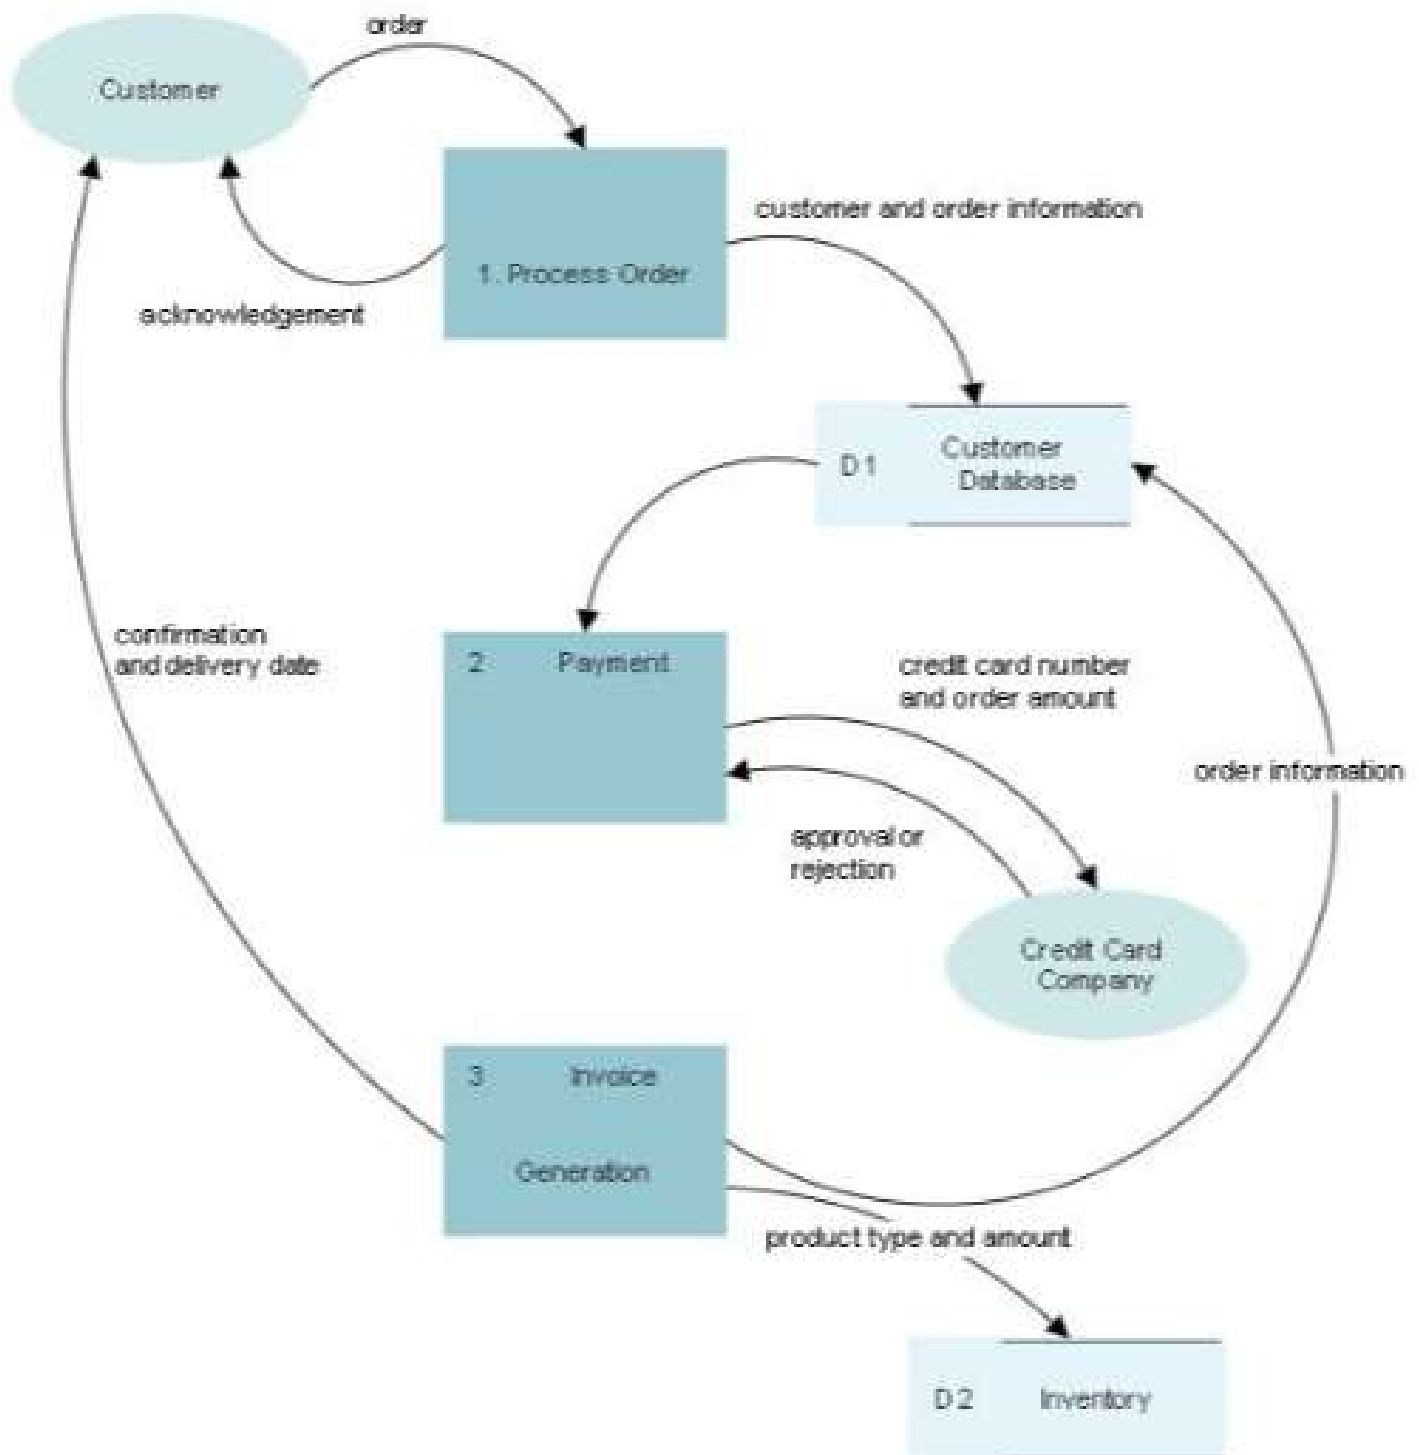 order
Customer
customer and order information
1. Process Order
acknowledgement
Customer
D1
Database
confirmation
and delivery date
2 Payment
credit card number
and order amount
order information
approval or
rejection
Credit Card
Company
3 Invoice
Generation
product type and amount
D2 Inventory